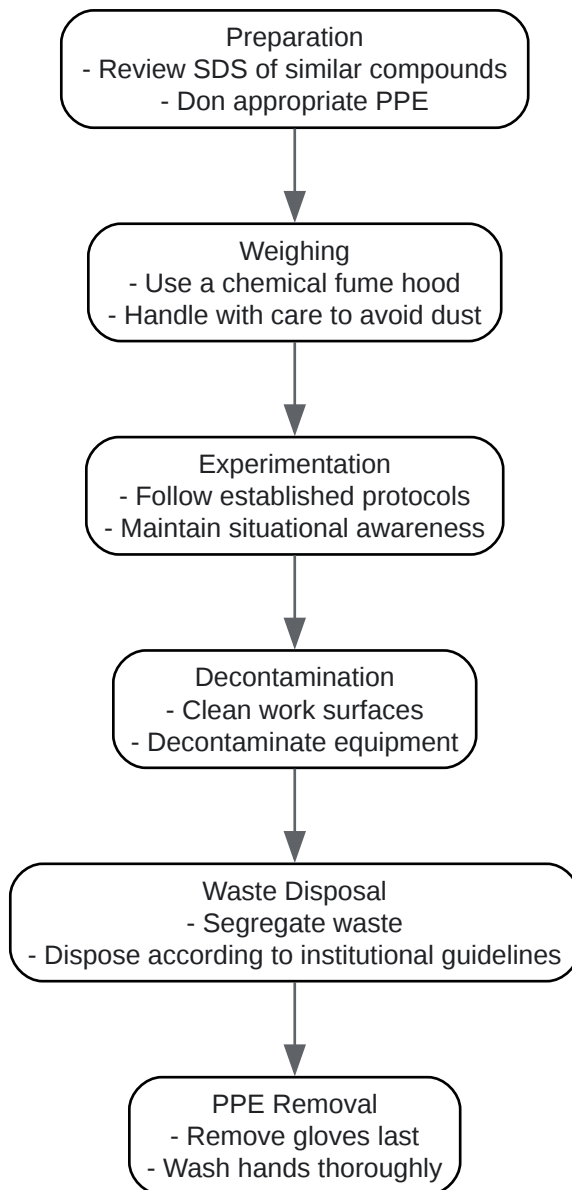 Preparation
- Review SDS of similar compounds
- Don appropriate PPE
Weighing
- Use a chemical fume hood
- Handle with care to avoid dust
Experimentation
- Follow established protocols
- Maintain situational awareness
Decontamination
- Clean work surfaces
- Decontaminate equipment
Waste Disposal
- Segregate waste
- Dispose according to institutional guidelines
PPE Removal
- Remove gloves last
- Wash hands thoroughly